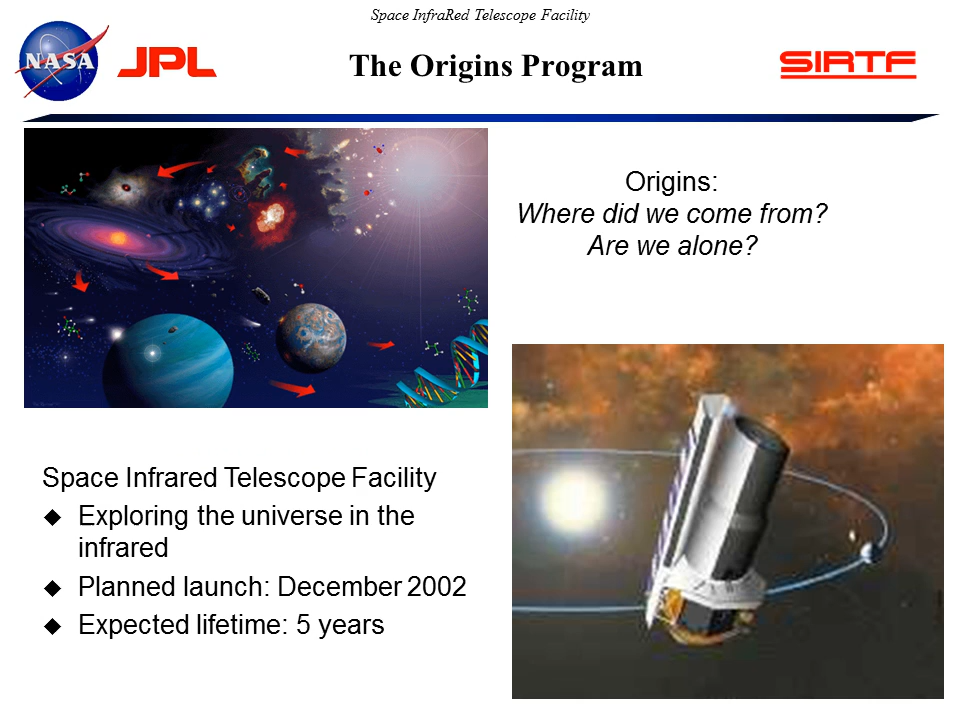 Space InfraRed Telescope Facility
NASA
JPL
The Origins Program
SIRTF
Origins:
Where did we come from?
Are we alone?
Space Infrared Telescope Facility
Exploring the universe in the
infrared
Planned launch: December 2002
Expected lifetime: 5 years